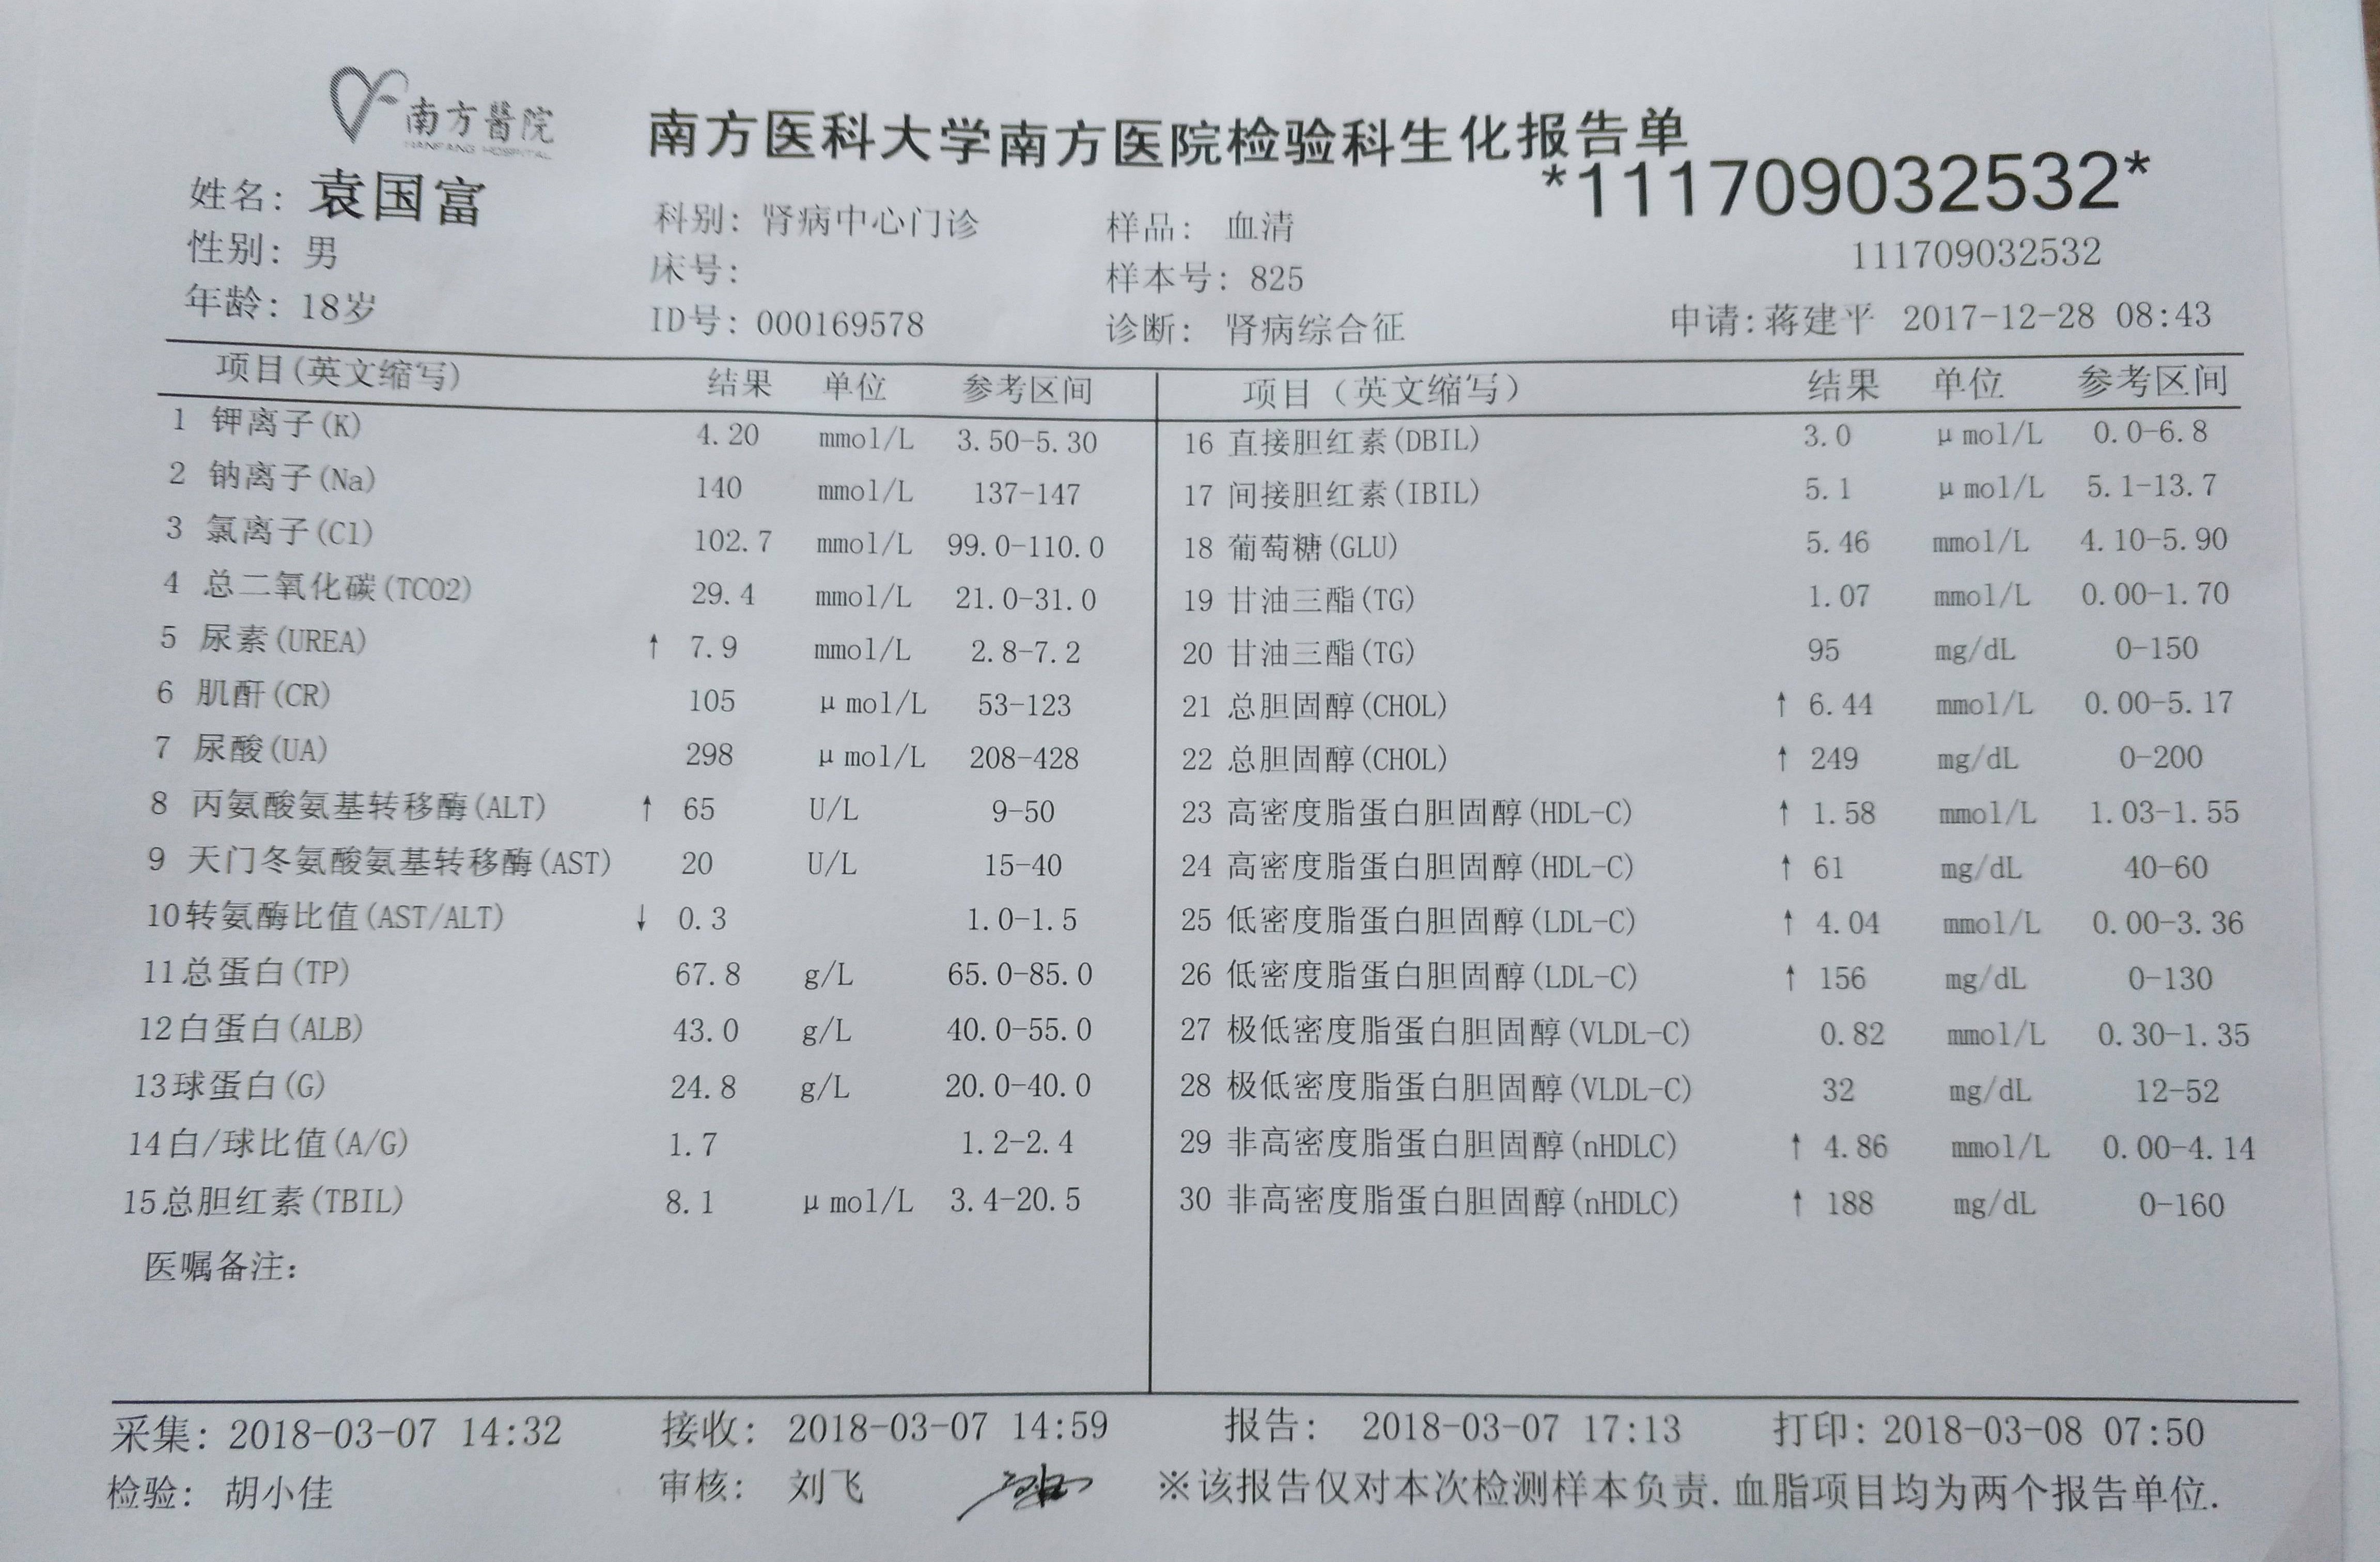 南方醫院
NANFANG HOSPITAL
南方医科大学南方医院检验科生化报告单
*111709032532*
111709032532
姓名: 袁国富 科别: 肾病中心门诊 样品: 血清
性别: 男 床号: 样本号: 825
年龄: 18岁 ID号: 000169578 诊断: 肾病综合征 申请: 蒋建平 2017-12-28 08:43
项目(英文缩写) 结果 单位 参考区间 项目(英文缩写) 结果 单位 参考区间
1 钾离子(K) 4.20 mmol/L 3.50-5.30 16 直接胆红素(DBIL) 3.0 μmol/L 0.0-6.8
2 钠离子(Na) 140 mmol/L 137-147 17 间接胆红素(IBIL) 5.1 μmol/L 5.1-13.7
3 氯离子(Cl) 102.7 mmol/L 99.0-110.0 18 葡萄糖(GLU) 5.46 mmol/L 4.10-5.90
4 总二氧化碳(TCO2) 29.4 mmol/L 21.0-31.0 19 甘油三酯(TG) 1.07 mmol/L 0.00-1.70
5 尿素(UREA) ↑ 7.9 mmol/L 2.8-7.2 20 甘油三酯(TG) 95 mg/dL 0-150
6 肌酐(CR) 105 μmol/L 53-123 21 总胆固醇(CHOL) ↑ 6.44 mmol/L 0.00-5.17
7 尿酸(UA) 298 μmol/L 208-428 22 总胆固醇(CHOL) ↑ 249 mg/dL 0-200
8 丙氨酸氨基转移酶(ALT) ↑ 65 U/L 9-50 23 高密度脂蛋白胆固醇(HDL-C) ↑ 1.58 mmol/L 1.03-1.55
9 天门冬氨酸氨基转移酶(AST) 20 U/L 15-40 24 高密度脂蛋白胆固醇(HDL-C) ↑ 61 mg/dL 40-60
10 转氨酶比值(AST/ALT) ↓ 0.3 1.0-1.5 25 低密度脂蛋白胆固醇(LDL-C) ↑ 4.04 mmol/L 0.00-3.36
11 总蛋白(TP) 67.8 g/L 65.0-85.0 26 低密度脂蛋白胆固醇(LDL-C) ↑ 156 mg/dL 0-130
12 白蛋白(ALB) 43.0 g/L 40.0-55.0 27 极低密度脂蛋白胆固醇(VLDL-C) 0.82 mmol/L 0.30-1.35
13 球蛋白(G) 24.8 g/L 20.0-40.0 28 极低密度脂蛋白胆固醇(VLDL-C) 32 mg/dL 12-52
14 白/球比值(A/G) 1.7 1.2-2.4 29 非高密度脂蛋白胆固醇(nHDLC) ↑ 4.86 mmol/L 0.00-4.14
15 总胆红素(TBIL) 8.1 μmol/L 3.4-20.5 30 非高密度脂蛋白胆固醇(nHDLC) ↑ 188 mg/dL 0-160
医嘱备注:
采集: 2018-03-07 14:32 接收: 2018-03-07 14:59 报告: 2018-03-07 17:13 打印: 2018-03-08 07:50
检验: 胡小佳 审核: 刘飞 ※该报告仅对本次检测样本负责. 血脂项目均为两个报告单位.